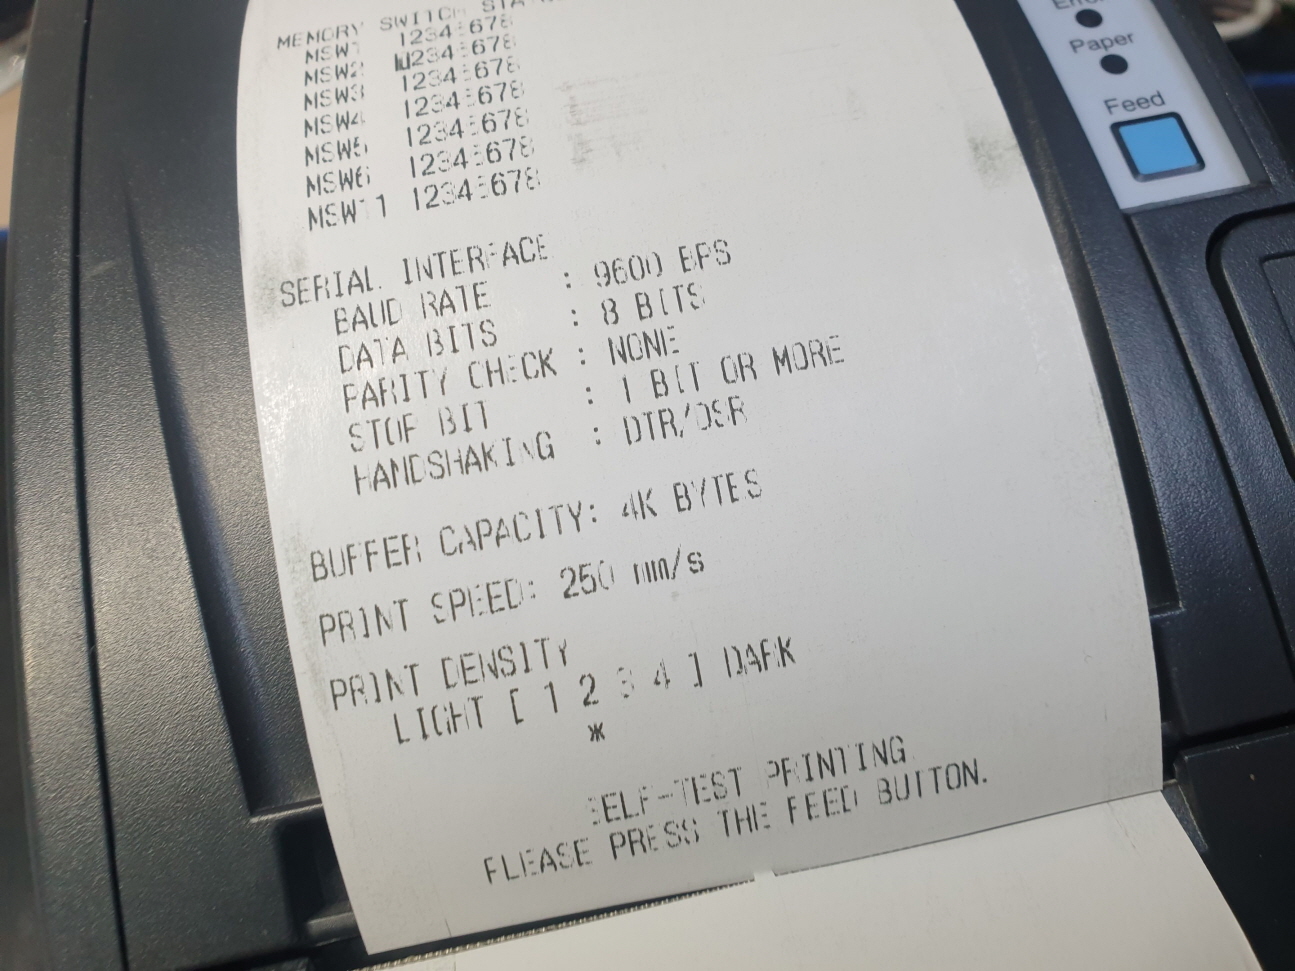 MEMORY SWITCH
MSW1 12345678
MSW2 12345678
MSW3 12345678
MSW4 12345678
MSW5 12345678
MSW6 12345678
MSW11 12345678
SERIAL INTERFACE
BAUD RATE : 9600 BPS
DATA BITS : 8 BITS
PARITY CHECK : NONE
STOP BIT : 1 BIT OR MORE
HANDSHAKING : DTR/DSR
BUFFER CAPACITY: 4K BYTES
PRINT SPEED: 250 mm/s
PRINT DENSITY
LIGHT [ 1 2 3 4 ] DARK
*
SELF-TEST PRINTING.
PLEASE PRESS THE FEED BUTTON.
Error
Paper
Feed